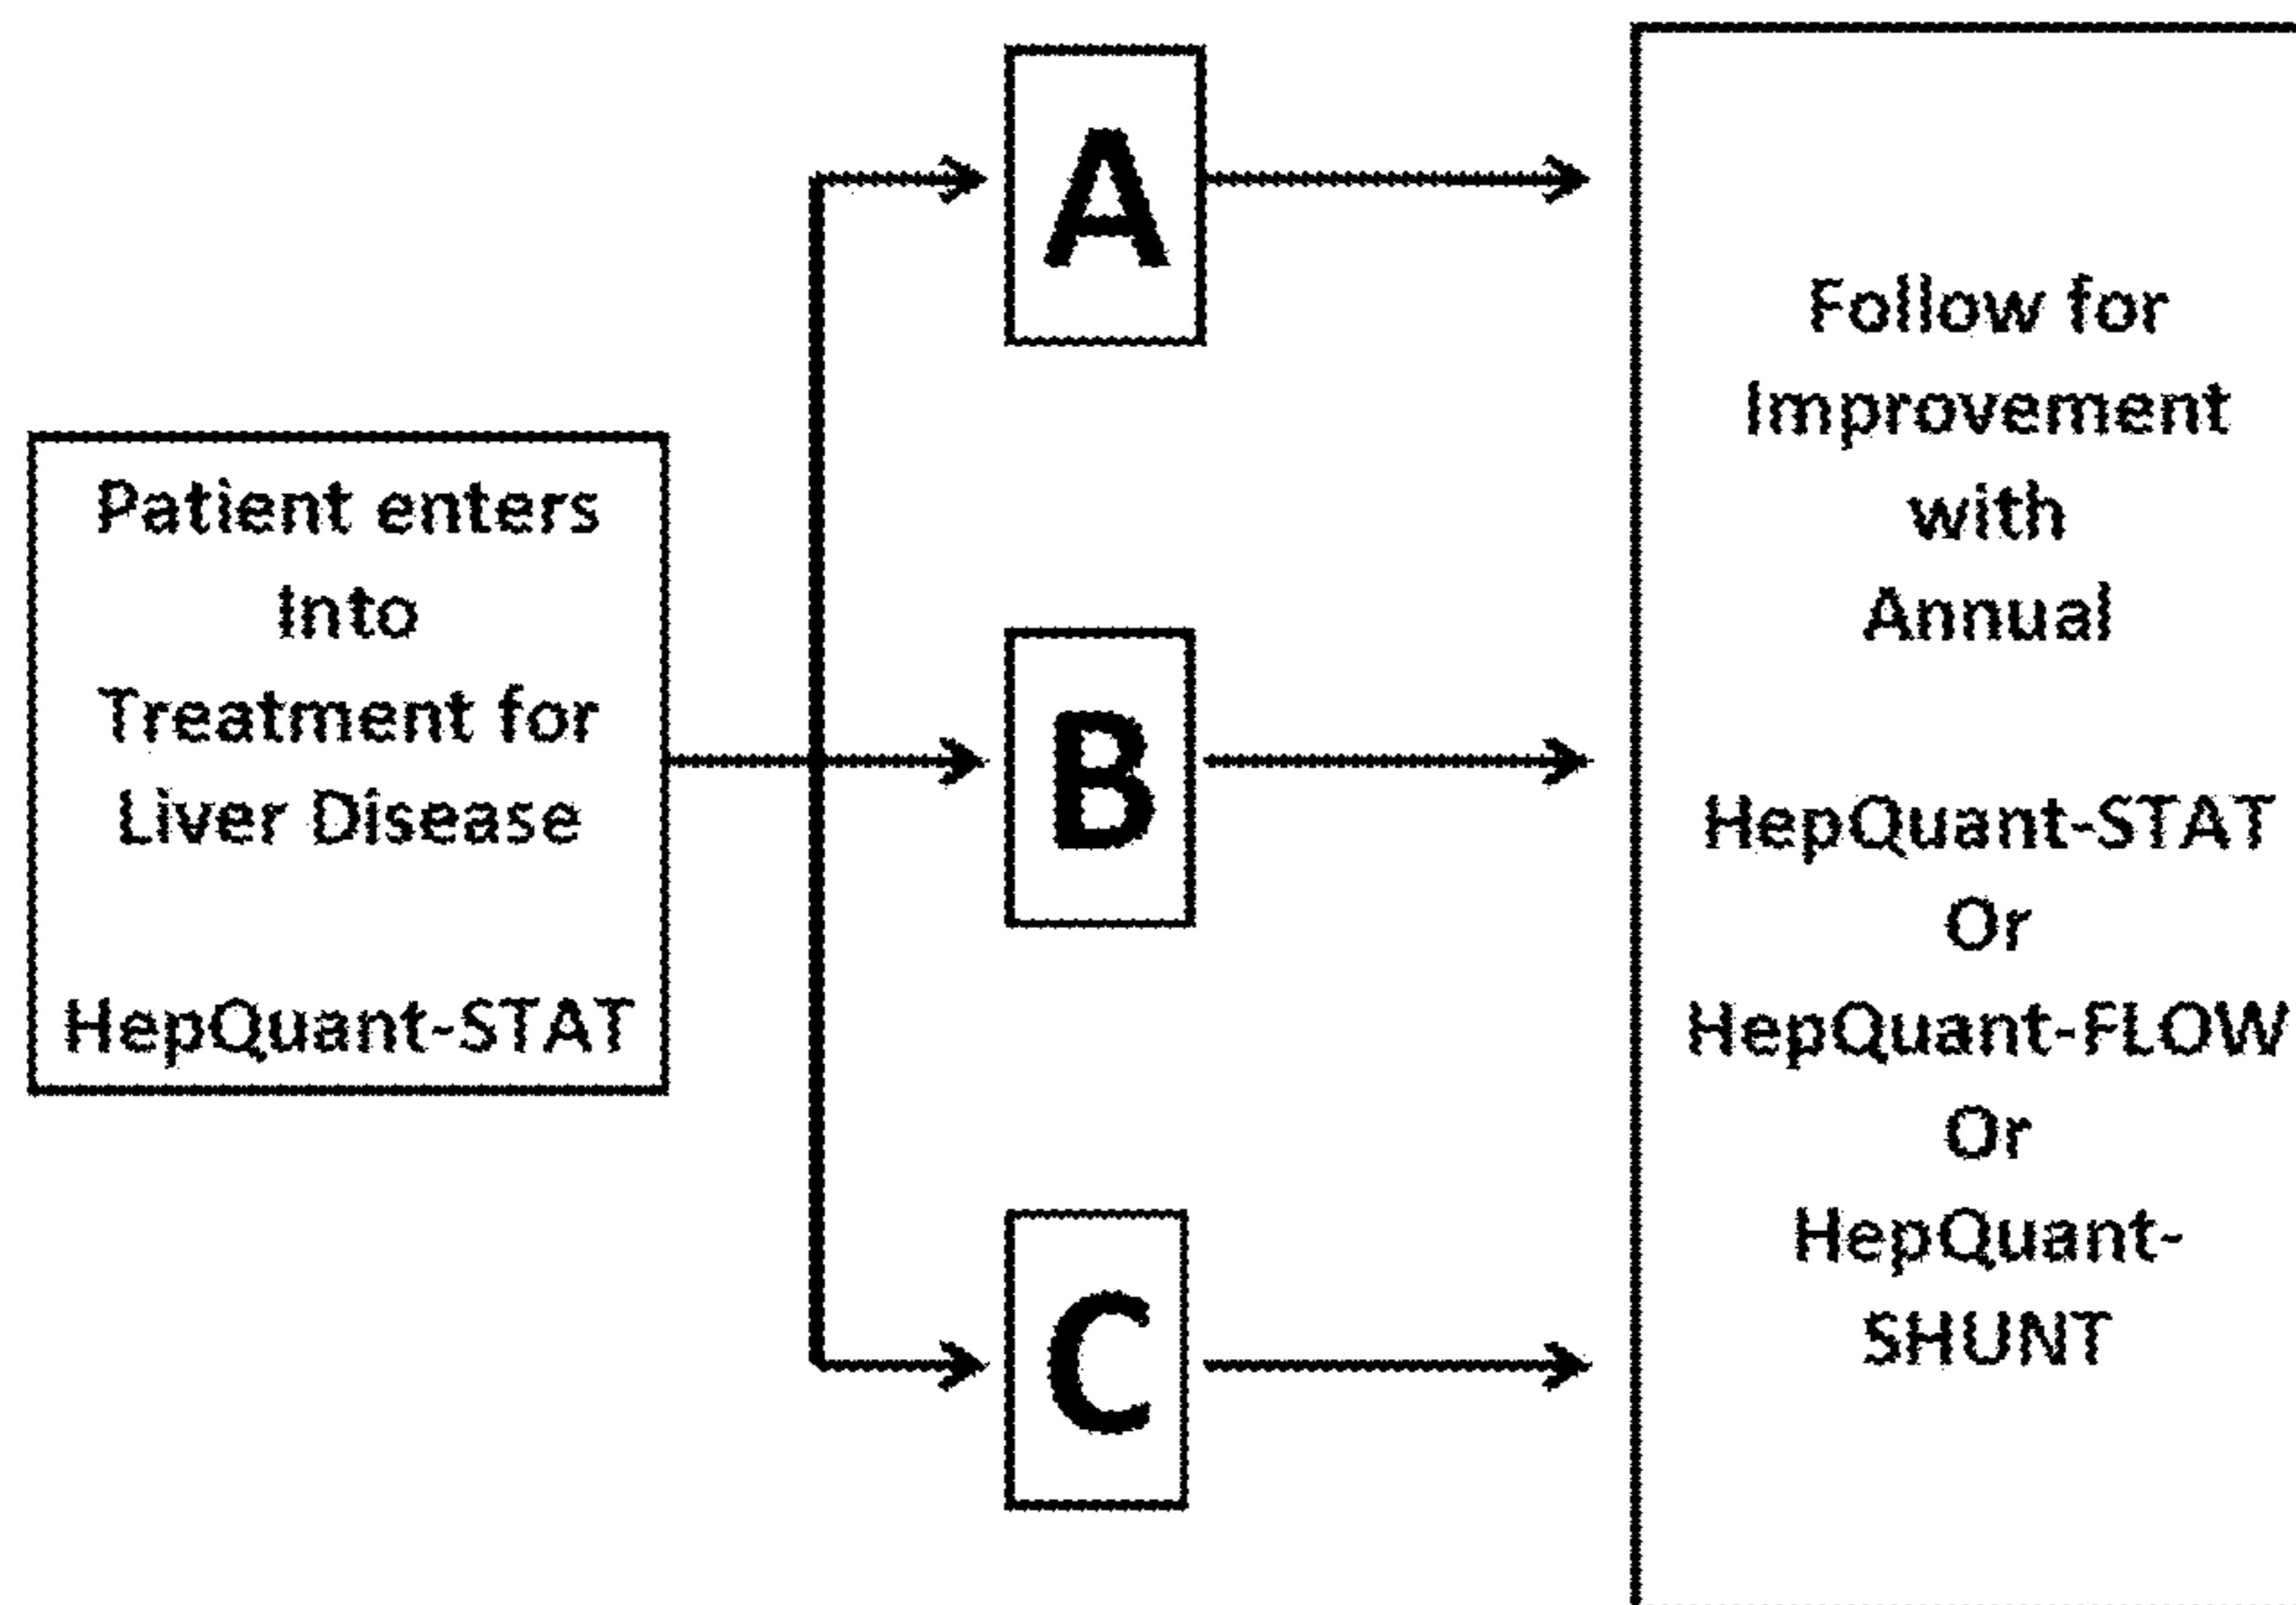 Patient enters
Into
Treatment for
Liver Disease
HepQuant-STAT
A
B
C
Follow for
Improvement
with
Annual
HepQuant-STAT
Or
HepQuant-FLOW
Or
HepQuant-
SHUNT